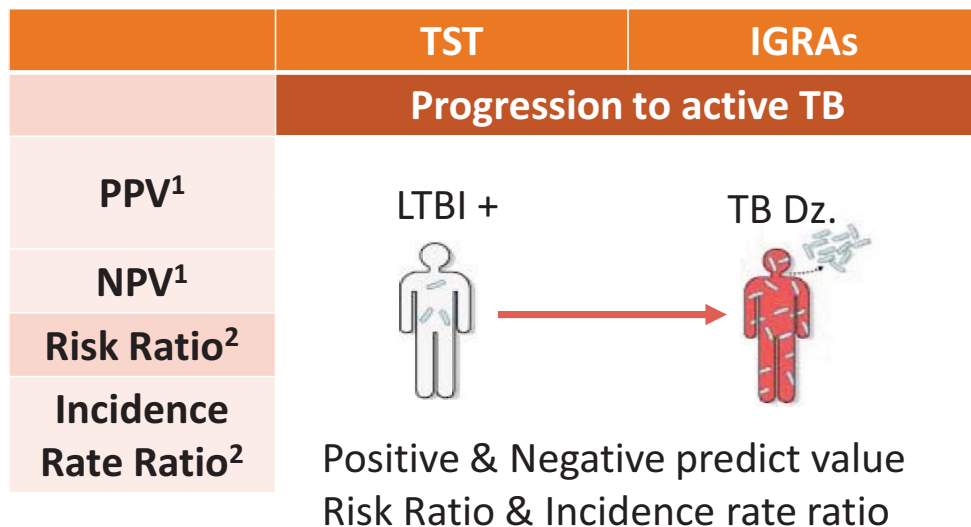 TST IGRAs
Progression to active TB
PPV¹
LTBI + TB Dz.
NPV¹
Risk Ratio²
Incidence
Rate Ratio²
Positive & Negative predict value
Risk Ratio & Incidence rate ratio